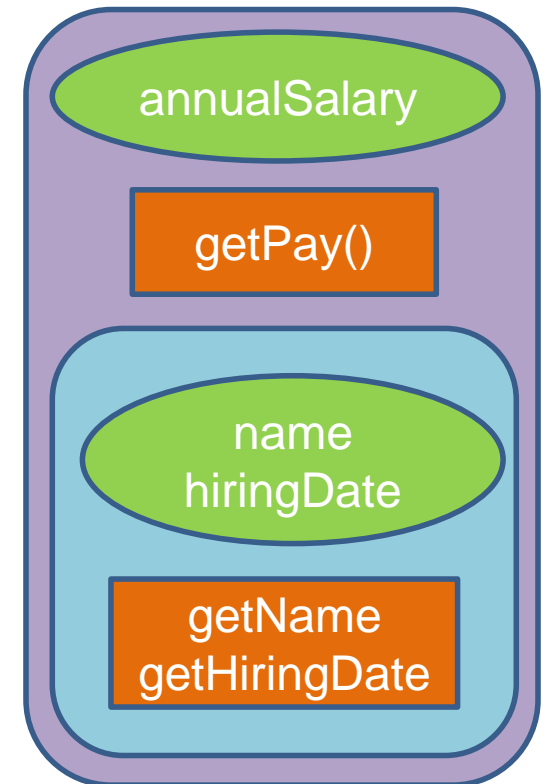 annualSalary
getPay()
name
hiringDate
getName
getHiringDate